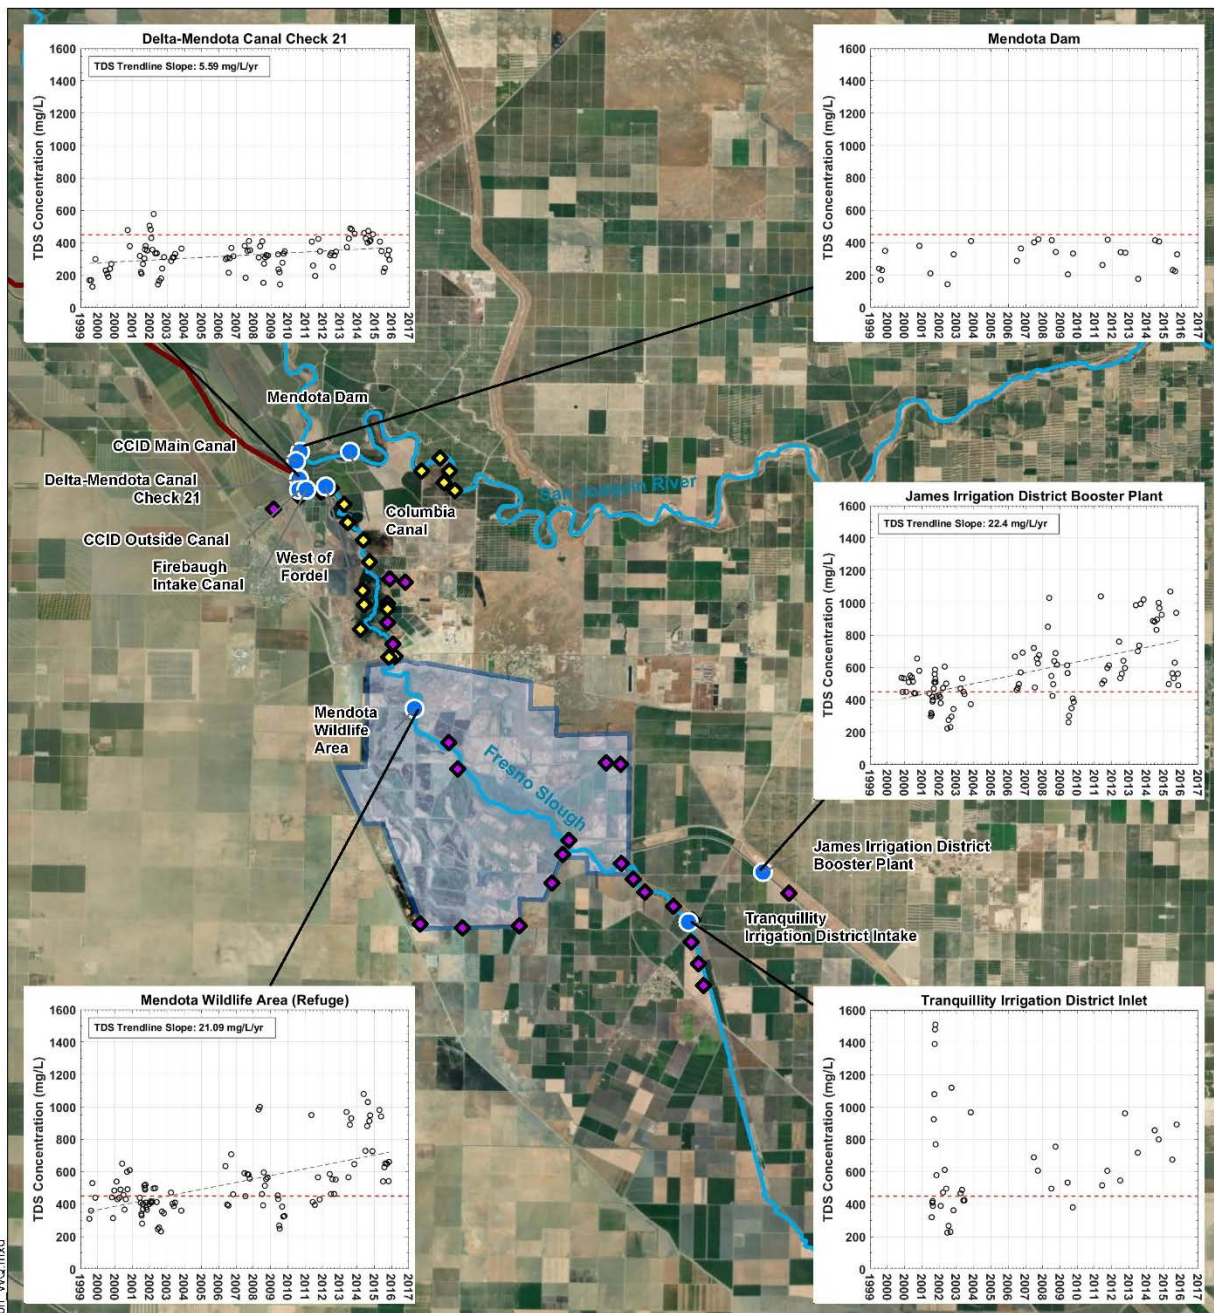 Delta-Mendota Canal Check 21
TDS Trendline Slope: 5.59 mg/L/yr
TDS Concentration (mg/L)
1600
1400
1200
1000
800
600
400
200
0
1999 2000 2000 2001 2002 2003 2004 2005 2006 2007 2008 2009 2010 2011 2012 2013 2014 2015 2016 2017
Mendota Dam
TDS Concentration (mg/L)
1600
1400
1200
1000
800
600
400
200
0
1999 2000 2001 2002 2003 2004 2005 2006 2007 2008 2009 2010 2011 2012 2013 2014 2015 2016 2017
Mendota Dam
CCID Main Canal
Delta-Mendota Canal
Check 21
CCID Outside Canal
Firebaugh
Intake Canal
West of
Fordel
Columbia
Canal
San Joaquin River
James Irrigation District Booster Plant
TDS Trendline Slope: 22.4 mg/L/yr
TDS Concentration (mg/L)
1600
1400
1200
1000
800
600
400
200
0
1999 2000 2001 2002 2003 2004 2005 2006 2007 2008 2009 2010 2011 2012 2013 2014 2015 2016 2017
Mendota
Wildlife
Area
Fresno Slough
James Irrigation District
Booster Plant
Tranquillity
Irrigation District Intake
Mendota Wildlife Area (Refuge)
TDS Trendline Slope: 21.09 mg/L/yr
TDS Concentration (mg/L)
1600
1400
1200
1000
800
600
400
200
0
1999 2000 2001 2002 2003 2004 2005 2006 2007 2008 2009 2010 2011 2012 2013 2014 2015 2016 2017
Tranquillity Irrigation District Inlet
TDS Concentration (mg/L)
1600
1400
1200
1000
800
600
400
200
0
1999 2000 2001 2002 2003 2004 2005 2006 2007 2008 2009 2010 2011 2012 2013 2014 2015 2016 2017